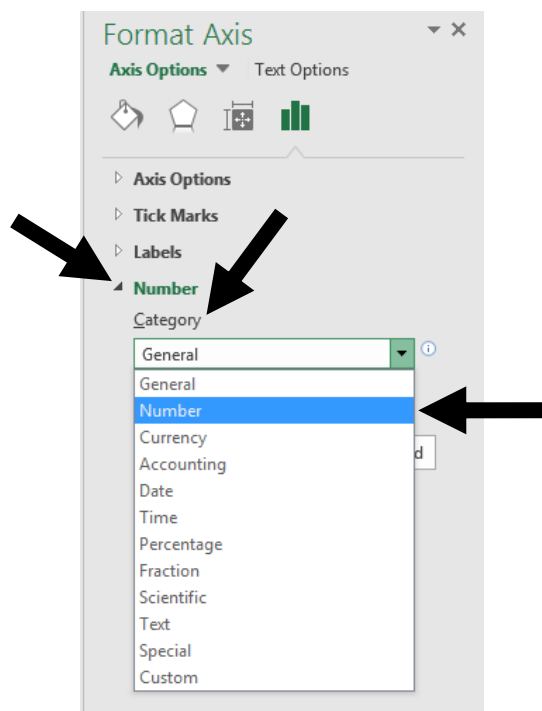 Format Axis
Axis Options Text Options
Axis Options
Tick Marks
Labels
Number
Category
General
General
Number
Currency
d
Accounting
Date
Time
Percentage
Fraction
Scientific
Text
Special
Custom